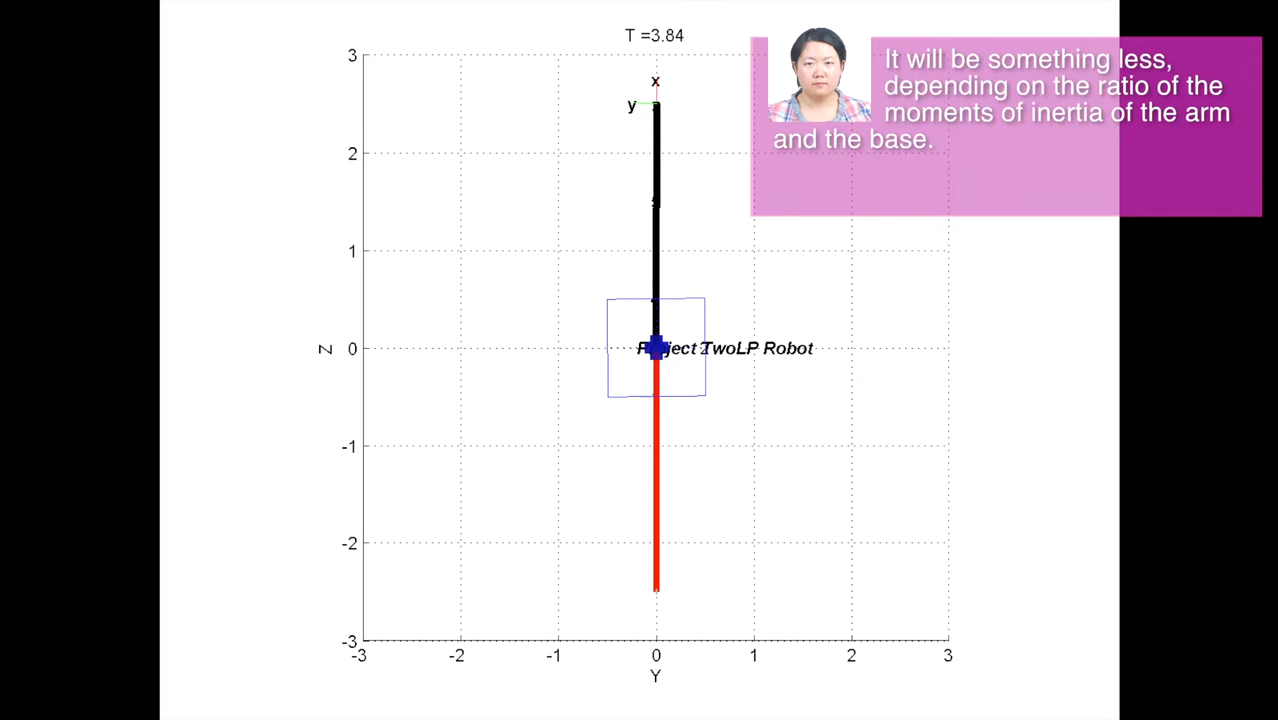 T =3.84
It will be something less,
depending on the ratio of the
moments of inertia of the arm
and the base.
3
x
y
2
1
Z
0
Project TwoLP Robot
-1
-2
-3
-3 -2 -1 0 1 2 3
Y